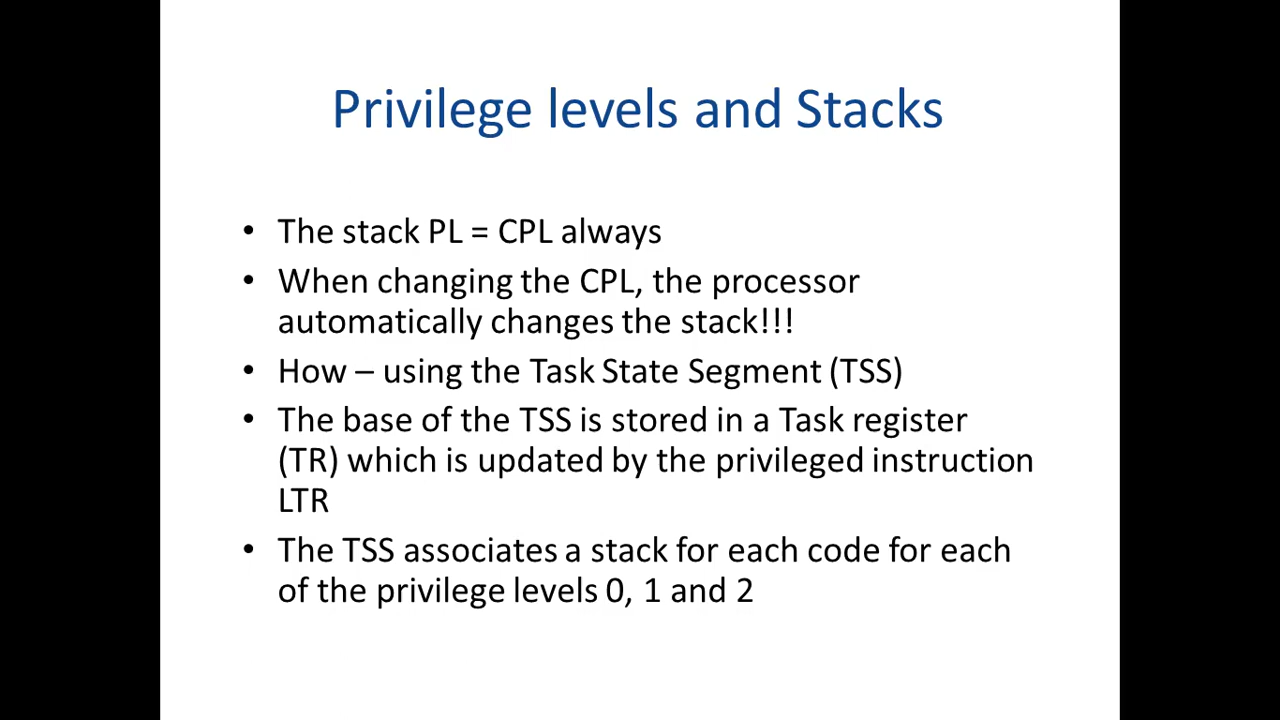 Privilege levels and Stacks
• The stack PL = CPL always
• When changing the CPL, the processor
automatically changes the stack!!!
• How – using the Task State Segment (TSS)
• The base of the TSS is stored in a Task register
(TR) which is updated by the privileged instruction
LTR
• The TSS associates a stack for each code for each
of the privilege levels 0, 1 and 2